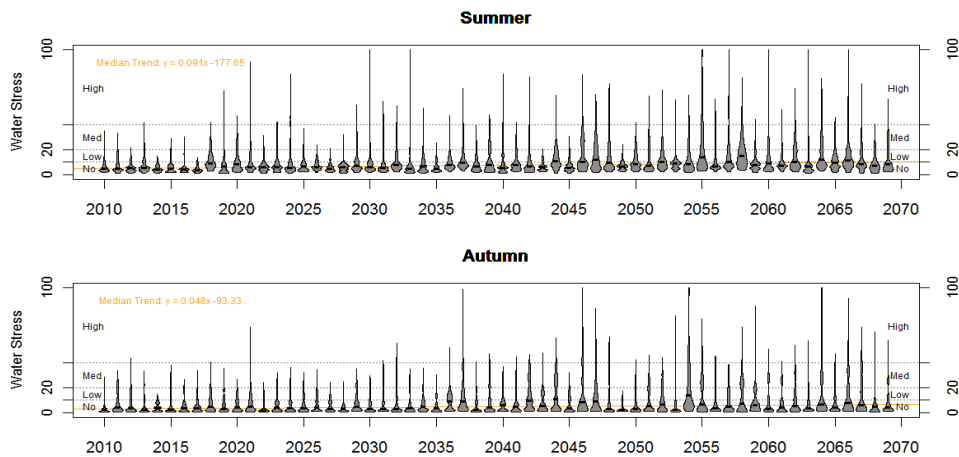 Summer
Water Stress
100
20
0
Median Trend: y = 0.091x -177.65
High
Med
Low
No
High
Med
Low
No
100
20
0
2010 2015 2020 2025 2030 2035 2040 2045 2050 2055 2060 2065 2070
Autumn
Water Stress
100
20
0
Median Trend: y = 0.048x -93.33
High
Med
Low
No
High
Med
Low
No
100
20
0
2010 2015 2020 2025 2030 2035 2040 2045 2050 2055 2060 2065 2070